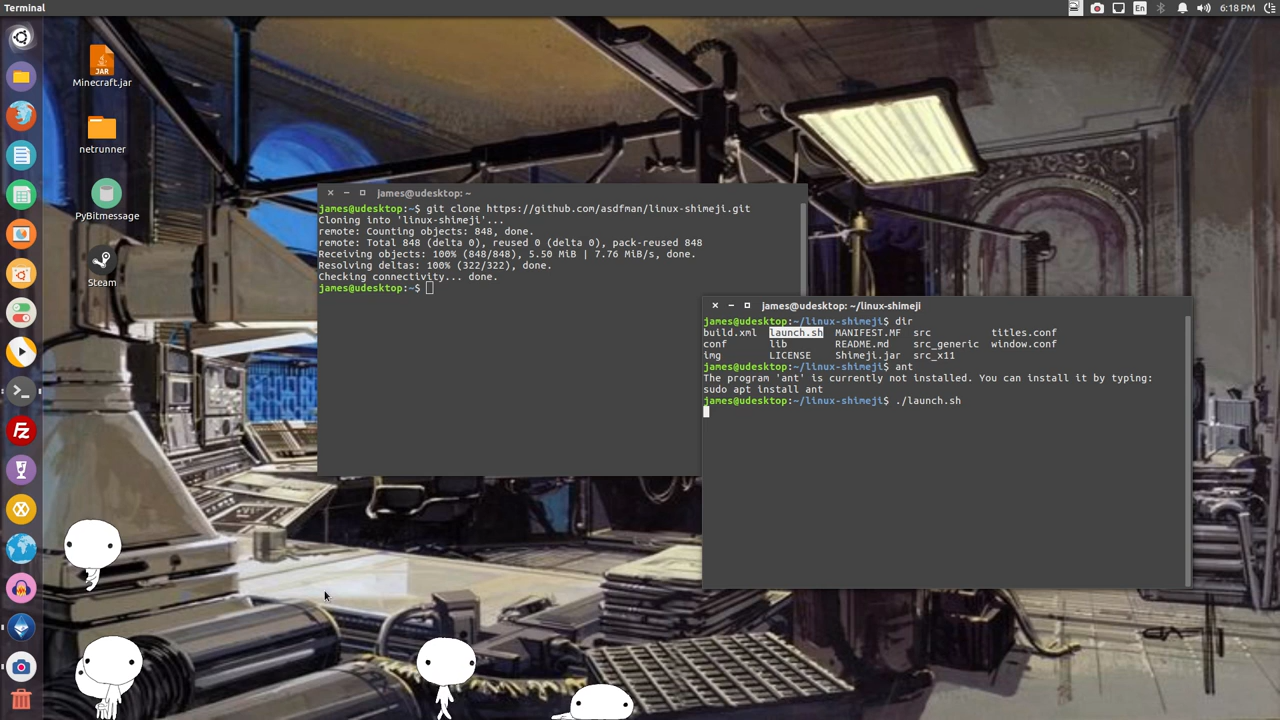 Terminal
En
6:18 PM
JAR
Minecraft.jar
netrunner
PyBitmessage
Steam
Fz
james@udesktop: ~
james@udesktop:~$ git clone https://github.com/asdfman/linux-shimeji.git
Cloning into 'linux-shimeji'...
remote: Counting objects: 848, done.
remote: Total 848 (delta 0), reused 0 (delta 0), pack-reused 848
Receiving objects: 100% (848/848), 5.50 MiB | 7.76 MiB/s, done.
Resolving deltas: 100% (322/322), done.
Checking connectivity... done.
james@udesktop:~$
james@udesktop: ~/linux-shimeji
james@udesktop:~/linux-shimeji$ dir
build.xml launch.sh MANIFEST.MF src titles.conf
conf lib README.md src_generic window.conf
img LICENSE Shimeji.jar src_x11
james@udesktop:~/linux-shimeji$ ant
The program 'ant' is currently not installed. You can install it by typing:
sudo apt install ant
james@udesktop:~/linux-shimeji$ ./launch.sh